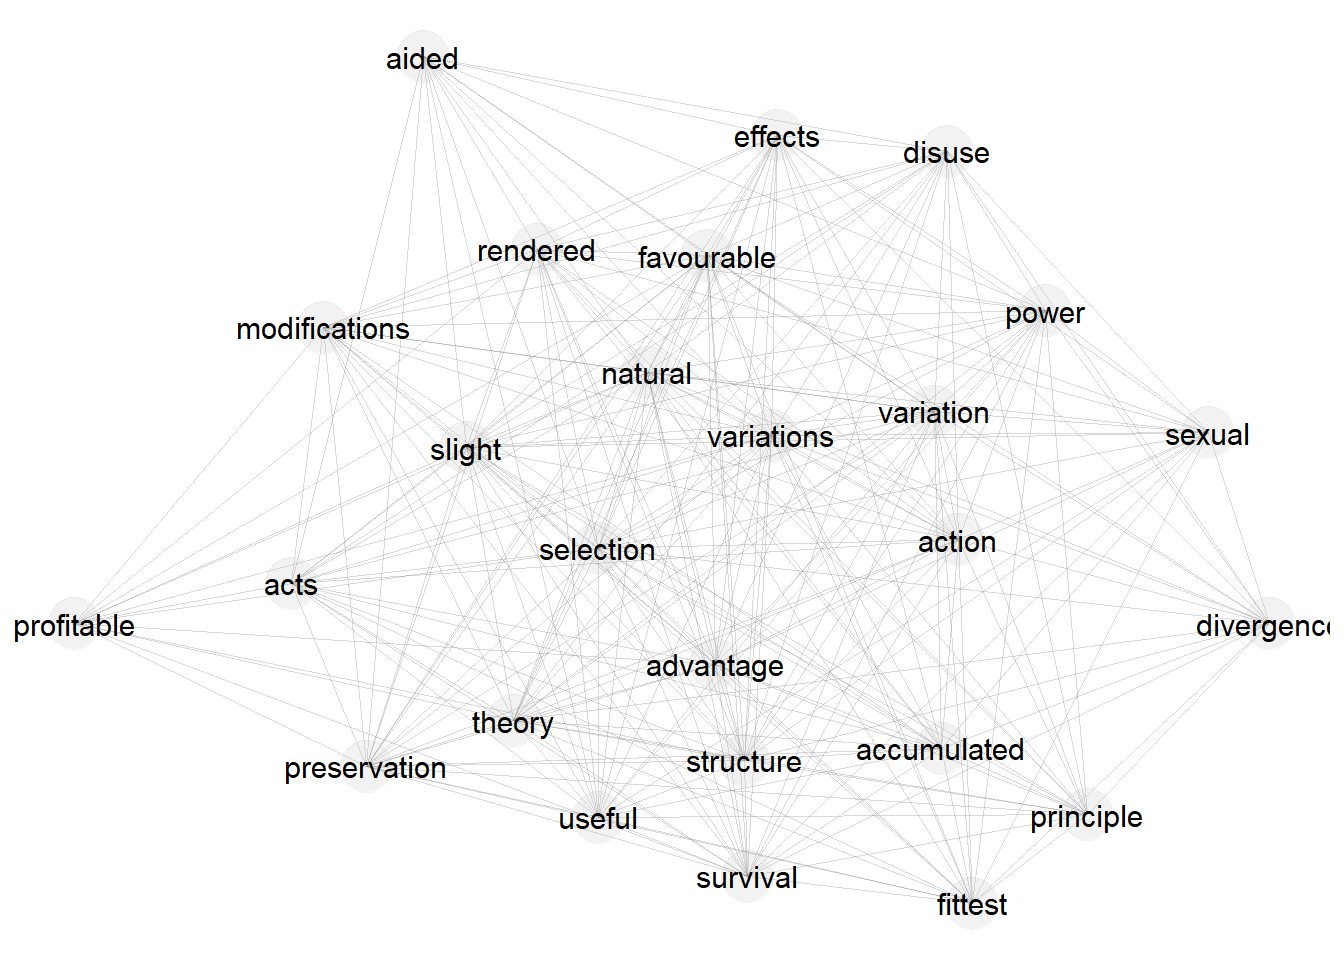 aided
effects
disuse
rendered
favourable
power
modifications
natural
variation
variations
sexual
slight
action
selection
acts
profitable
divergence
advantage
theory
accumulated
structure
preservation
principle
useful
survival
fittest